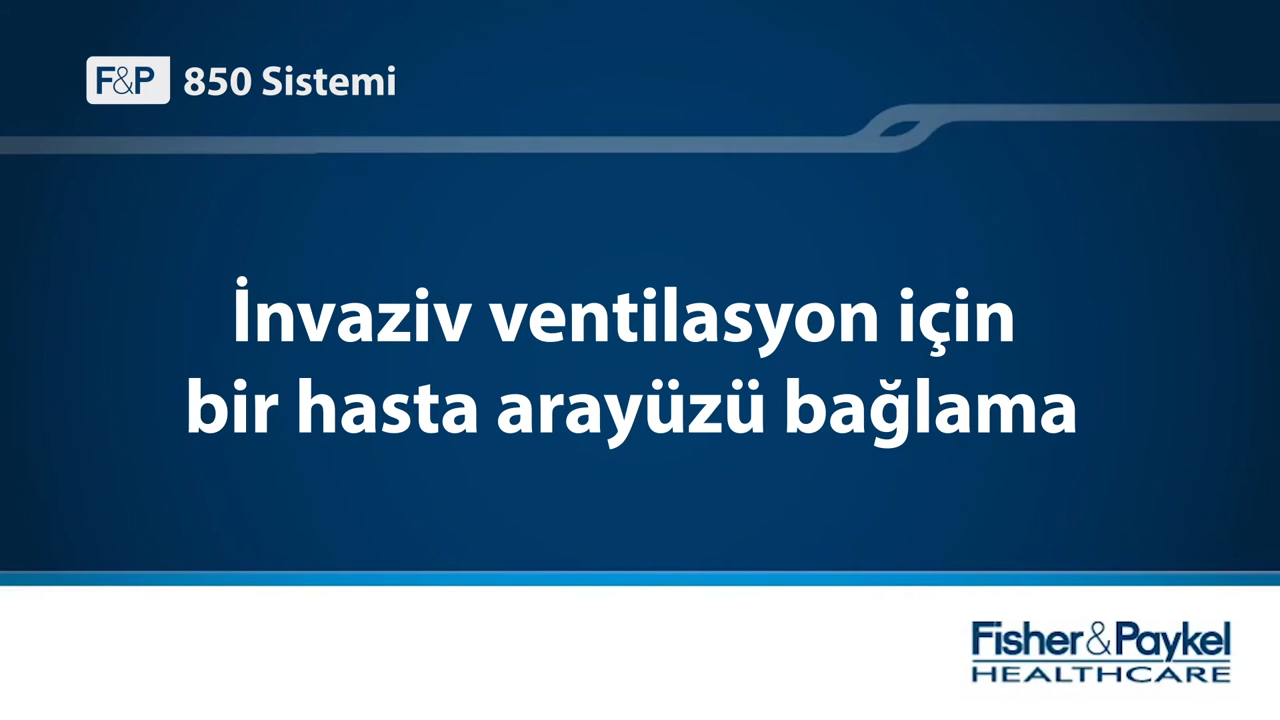 F&P 850 Sistemi
İnvaziv ventilasyon için
bir hasta arayüzü bağlama
Fisher&Paykel
HEALTHCARE